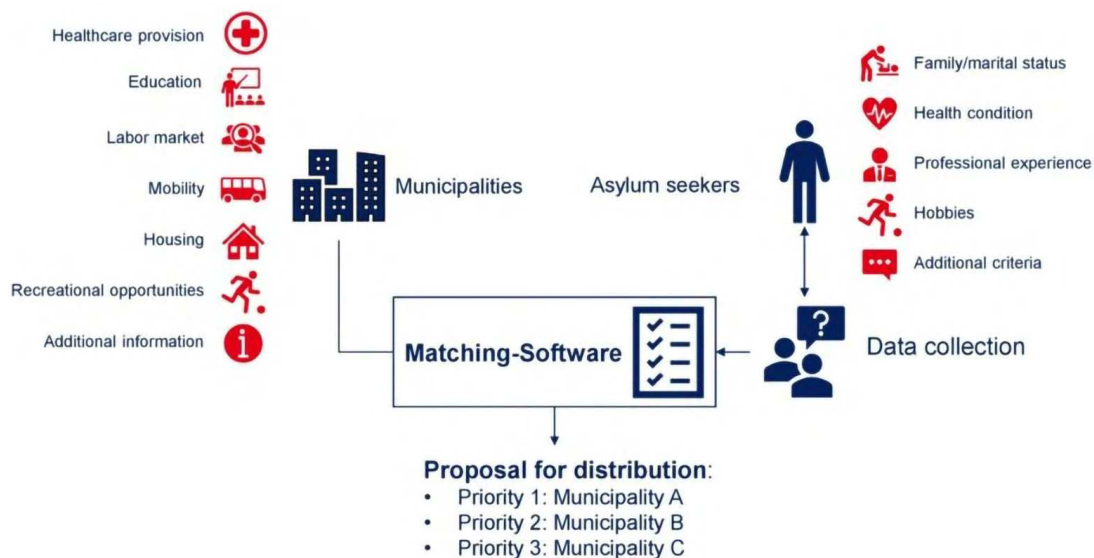 Healthcare provision
Education
Labor market
Mobility
Housing
Recreational opportunities
Additional information
Municipalities
Asylum seekers
Family/marital status
Health condition
Professional experience
Hobbies
Additional criteria
Matching-Software
Data collection
Proposal for distribution:
• Priority 1: Municipality A
• Priority 2: Municipality B
• Priority 3: Municipality C